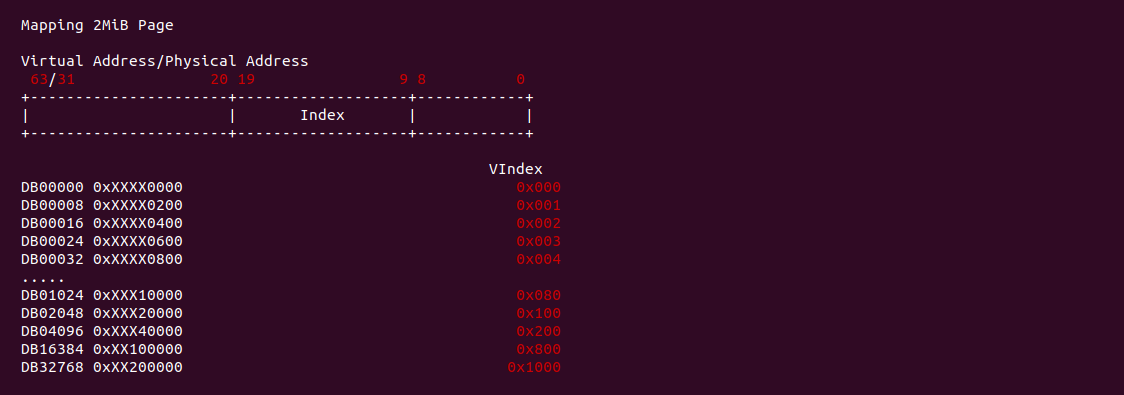 Mapping 2MiB Page
Virtual Address/Physical Address
63/31                20 19                9 8          0
+----------------------+-------------------+------------+
|                      |       Index       |            |
+----------------------+-------------------+------------+
VIndex
DB00000 0xXXXX0000 0x000
DB00008 0xXXXX0200 0x001
DB00016 0xXXXX0400 0x002
DB00024 0xXXXX0600 0x003
DB00032 0xXXXX0800 0x004
.....
DB01024 0xXXX10000 0x080
DB02048 0xXXX20000 0x100
DB04096 0xXXX40000 0x200
DB16384 0xXX100000 0x800
DB32768 0xXX200000 0x1000